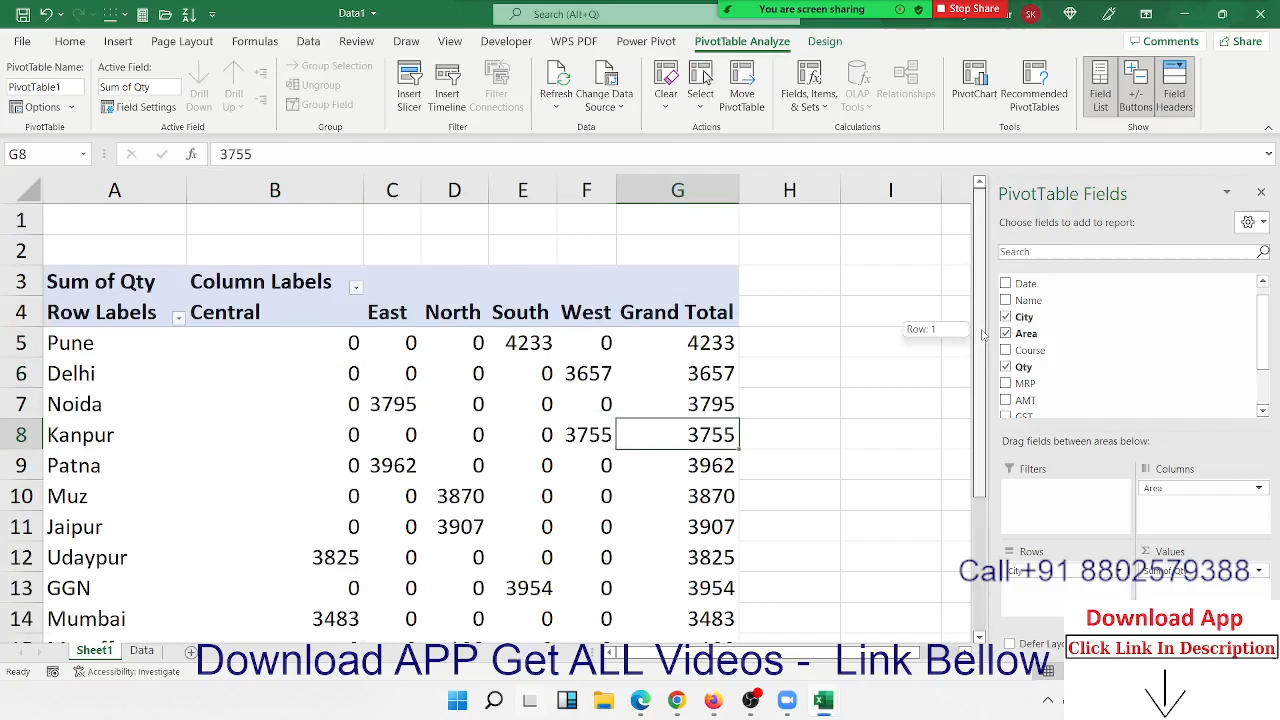 Data1
Search (Alt+Q)
You are screen sharing
Stop Share
SK
File Home Insert Page Layout Formulas Data Review Draw View Developer WPS PDF Power Pivot PivotTable Analyze Design
Comments Share
PivotTable Name
PivotTable1
Options
PivotTable
Active Field:
Sum of Qty
Field Settings
Drill Down
Drill Up
Active Field
Group Selection
Ungroup
Group Field
Group
Insert Slicer
Insert Timeline
Filter Connections
Filter
Refresh
Change Data Source
Data
Clear
Select
Move PivotTable
Actions
Fields, Items, & Sets
OLAP Tools
Relationships
Calculations
PivotChart
Recommended PivotTables
Tools
Field List
+/- Buttons
Field Headers
Show
G8 fx 3755
A B C D E F G H I
1
2
3 Sum of Qty Column Labels
4 Row Labels Central East North South West Grand Total
5 Pune 0 0 0 4233 0 4233
6 Delhi 0 0 0 0 3657 3657
7 Noida 0 3795 0 0 0 3795
8 Kanpur 0 0 0 0 3755 3755
9 Patna 0 3962 0 0 0 3962
10 Muz 0 0 3870 0 0 3870
11 Jaipur 0 0 3907 0 0 3907
12 Udaypur 3825 0 0 0 0 3825
13 GGN 0 0 0 3954 0 3954
14 Mumbai 3483 0 0 0 0 3483
Row: 1
PivotTable Fields
Choose fields to add to report:
Search
Date
Name
City
Area
Course
Qty
MRP
AMT
GST
Drag fields between areas below:
Filters
Columns
Area
Rows
Values
City
Sum of Qty
Call +91 8802579388
Defer Layo
Download App
Click Link In Description
Sheet1 Data
Download APP Get ALL Videos - Link Bellow
Ready Accessibility: Investigate